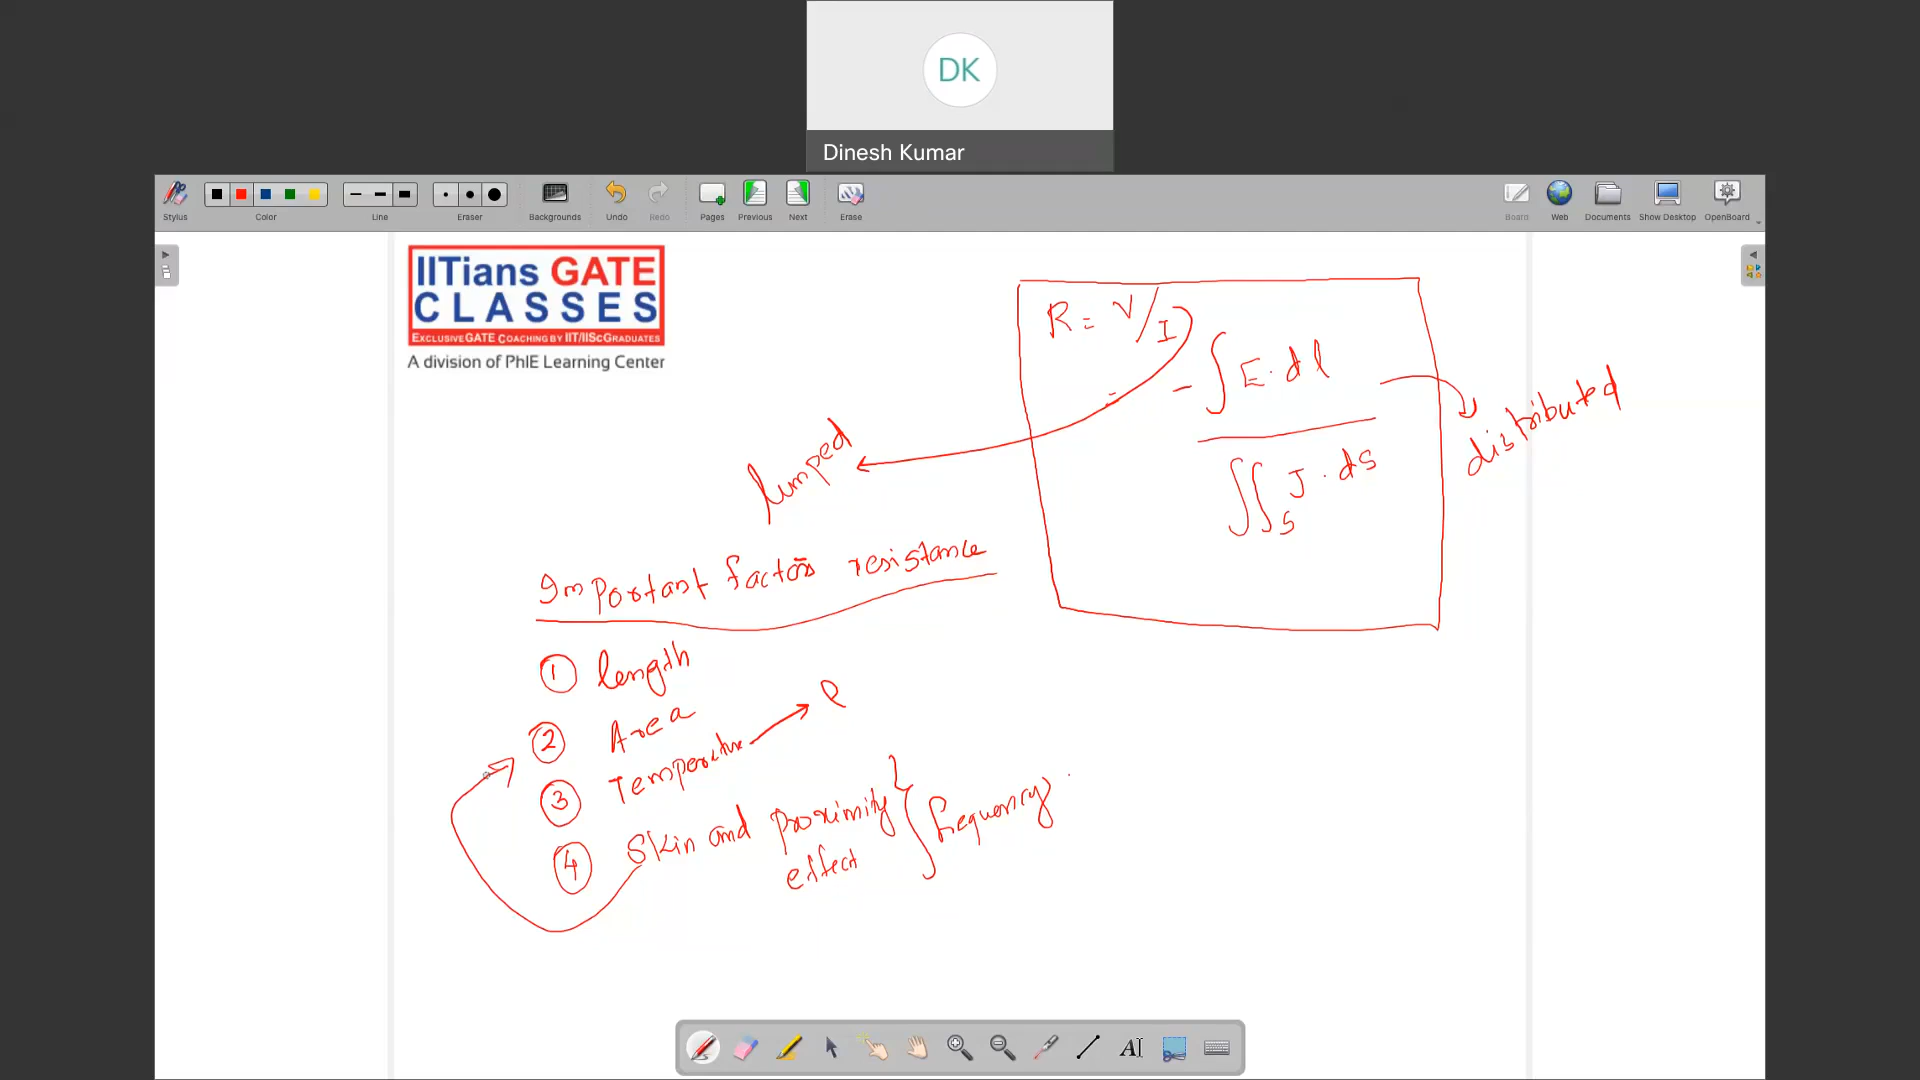 DK
Dinesh Kumar
Stylus
Color
Line
Eraser
Backgrounds
Undo
Redo
Pages
Previous
Next
Erase
Board
Web
Documents
Show Desktop
OpenBoard
IITians GATE
CLASSES
EXCLUSIVE GATE COACHING BY IIT/IISc GRADUATES
A division of PhIE Learning Center
R = V/I
= - ∫ E · dl
∬S J · dS
distributed
lumped
Important factors resistance
① length
② Area
③ Temperature → ρ
④ Skin and proximity } frequency
effect
AI